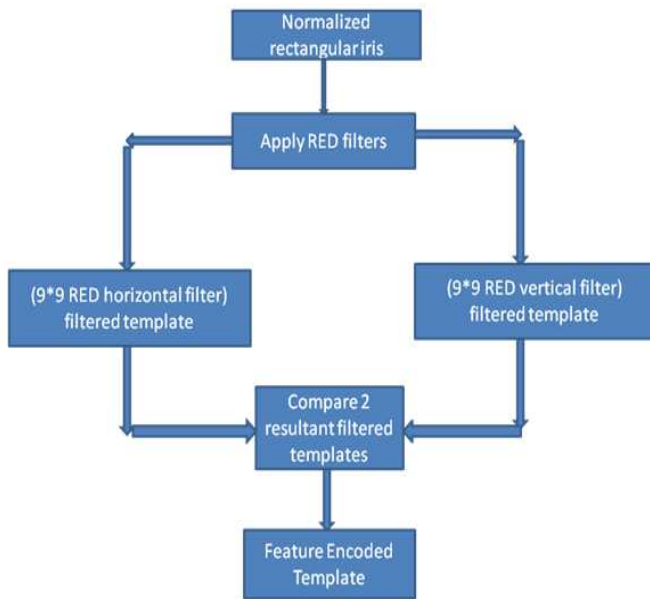 Normalized
rectangular iris
Apply RED filters
(9*9 RED horizontal filter)
filtered template
(9*9 RED vertical filter)
filtered template
Compare 2
resultant filtered
templates
Feature Encoded
Template